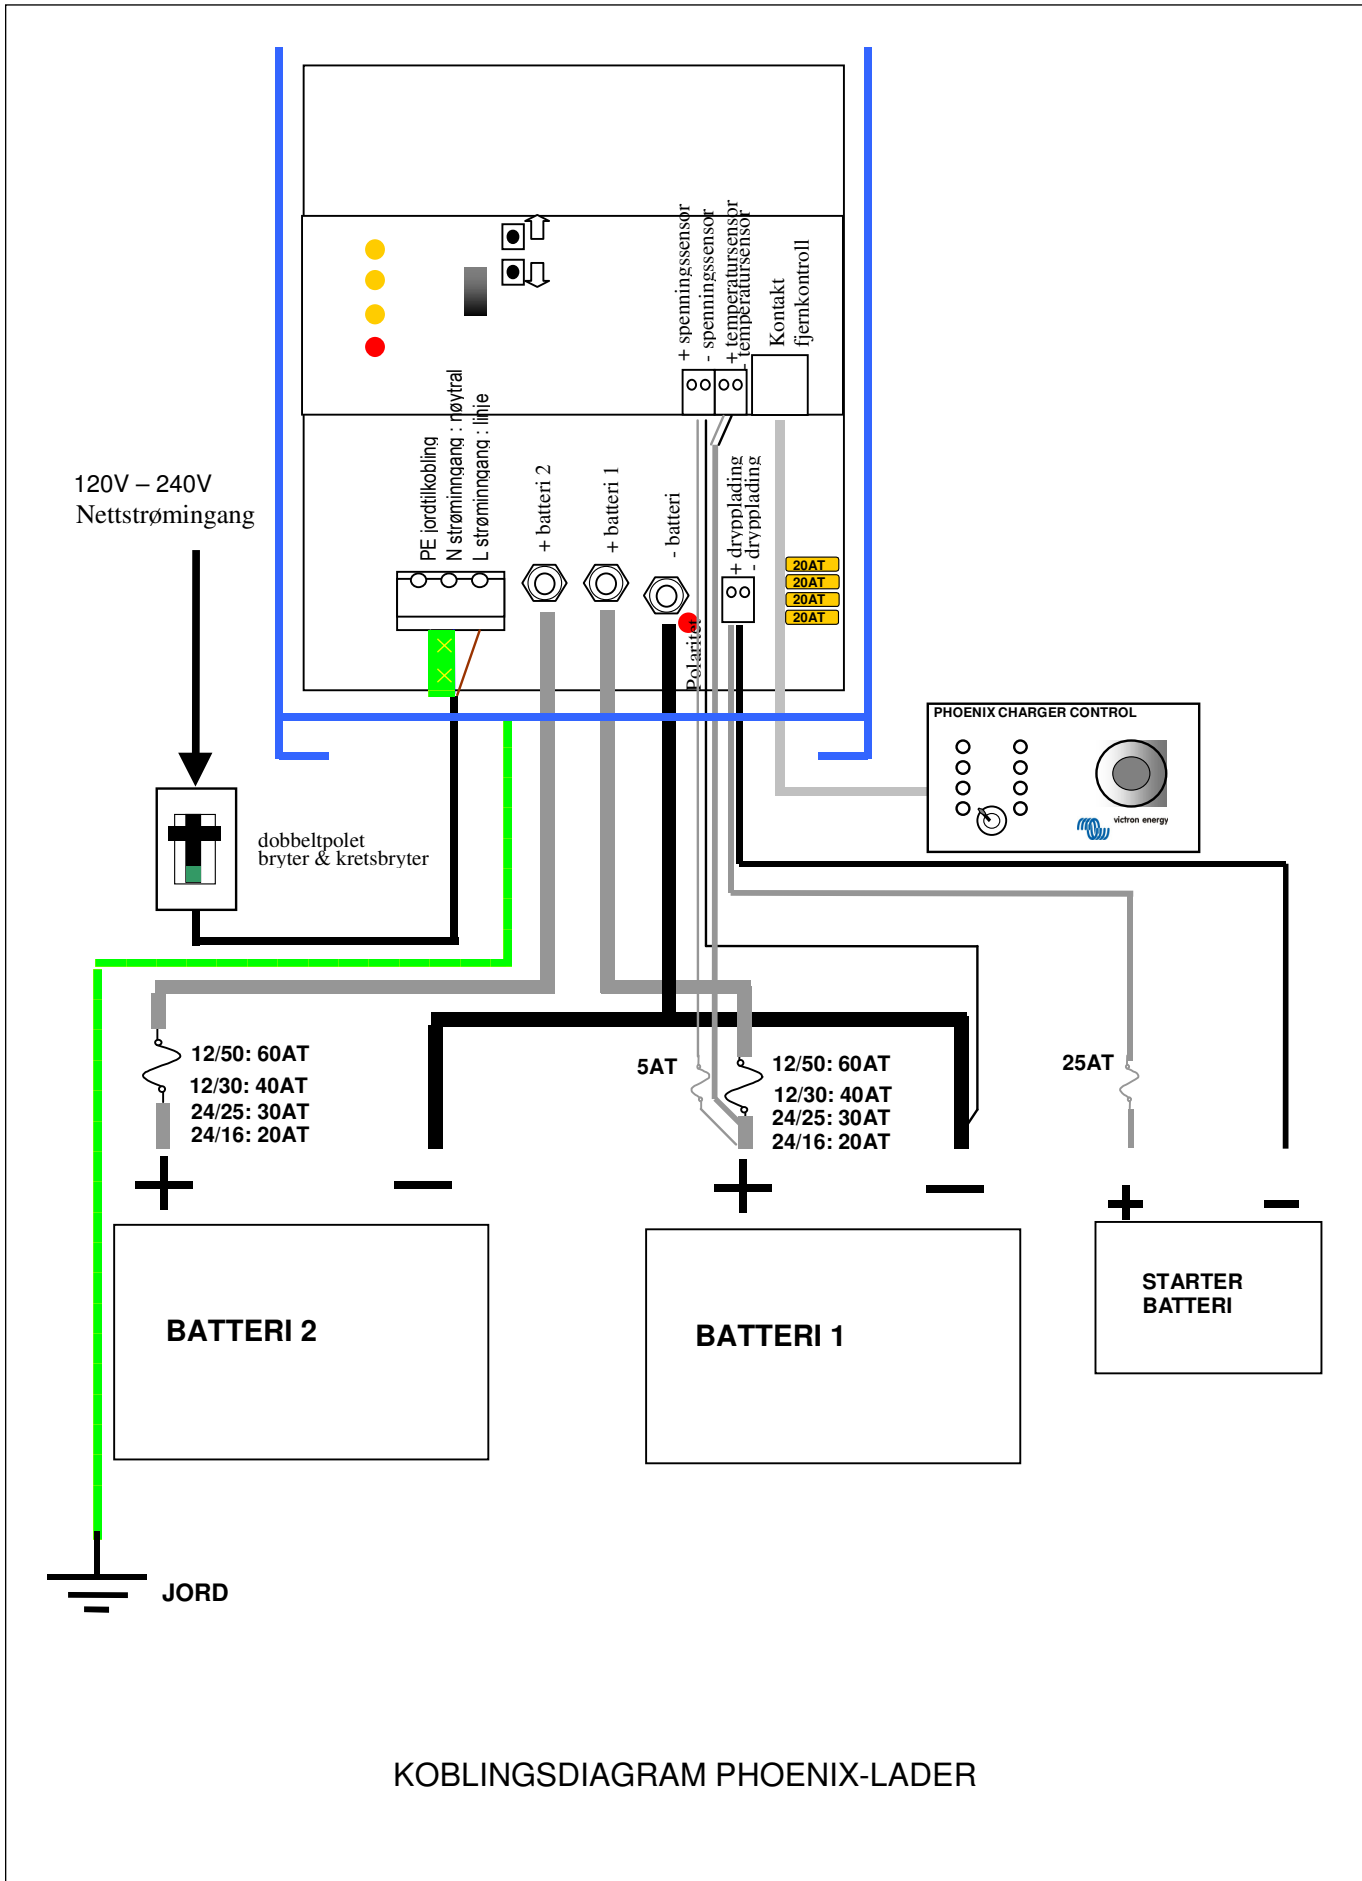 + spenningssensor
- spenningssensor
+ temperatursensor
- temperatursensor
Kontakt
fjernkontroll
PE jordtilkobling
N strøminngang : nøytral
L strøminngang : linje
+ batteri 2
+ batteri 1
- batteri
+ drypplading
- drypplading
20AT
20AT
20AT
20AT
Polaritet
120V – 240V
Nettstrømingang
dobbeltpolet
bryter & kretsbryter
PHOENIX CHARGER CONTROL
victron energy
12/50: 60AT
12/30: 40AT
24/25: 30AT
24/16: 20AT
5AT
12/50: 60AT
12/30: 40AT
24/25: 30AT
24/16: 20AT
25AT
BATTERI 2
BATTERI 1
STARTER
BATTERI
JORD
KOBLINGSDIAGRAM PHOENIX-LADER